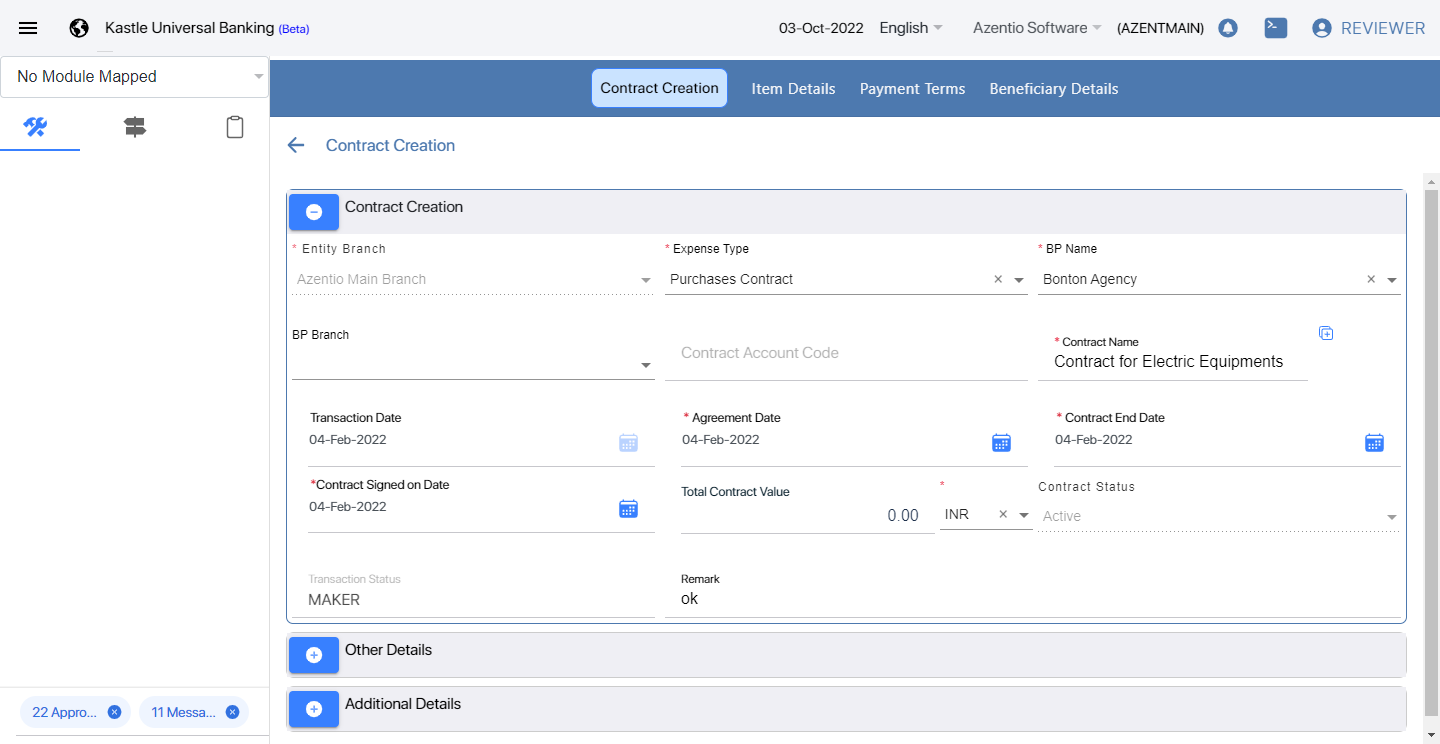 Kastle Universal Banking (Beta)
03-Oct-2022 English Azentio Software (AZENTMAIN) REVIEWER
No Module Mapped
Contract Creation Item Details Payment Terms Beneficiary Details
Contract Creation
Contract Creation
* Entity Branch * Expense Type * BP Name
Azentio Main Branch Purchases Contract × Bonton Agency ×
BP Branch
Contract Account Code
* Contract Name
Contract for Electric Equipments
Transaction Date * Agreement Date * Contract End Date
04-Feb-2022 04-Feb-2022 04-Feb-2022
*Contract Signed on Date Total Contract Value * Contract Status
04-Feb-2022 0.00 INR × Active
Transaction Status Remark
MAKER ok
Other Details
Additional Details
22 Appro... 11 Messa...